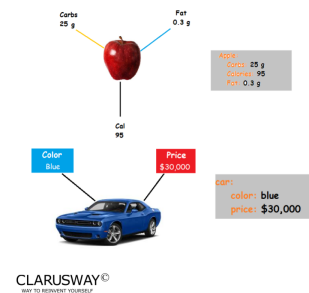 Carbs
25 g
Fat
0.3 g
Apple:
Carbs: 25 g
Calories: 95
Fat: 0.3 g
Cal
95
Color
Blue
Price
$30,000
car:
color: blue
price: $30,000
CLARUSWAY©
WAY TO REINVENT YOURSELF